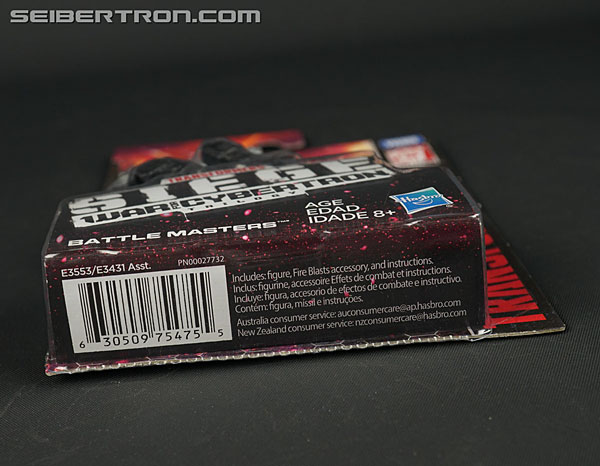 SEIBERTRON.COM
TRANSFORMERS
SIEGE
WAR FOR CYBERTRON
TRILOGY
BATTLE MASTERS™
AGE
EDAD
IDADE 8+
Hasbro
E3553/E3431 Asst.
PN00027732
6 30509 75475 5
Includes: figure, Fire Blasts accessory, and instructions.
Inclus: figurine, accessoire Effets de combat et instructions.
Incluye: figura, accesorio de efectos de combate e instructivo.
Contém: figura, míssil e instruções.
Australia consumer service: auconsumercare@ap.hasbro.com
New Zealand consumer service: nzconsumercare@hasbro.com